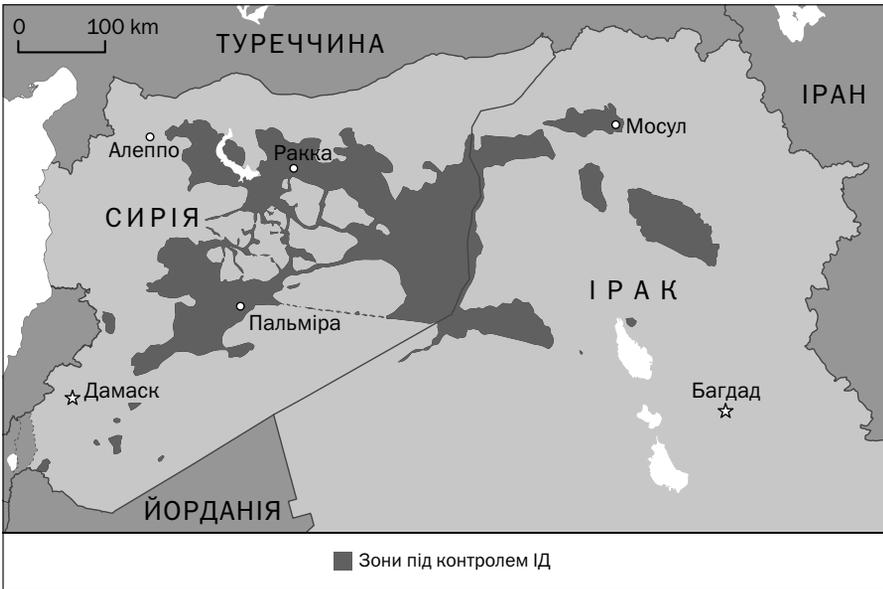 0 100 km
ТУРЕЧЧИНА
ІРАН
Мосул
Алеппо
Ракка
СИРІЯ
ІРАК
Пальміра
Дамаск
Багдад
ЙОРДАНІЯ
Зони під контролем ІД